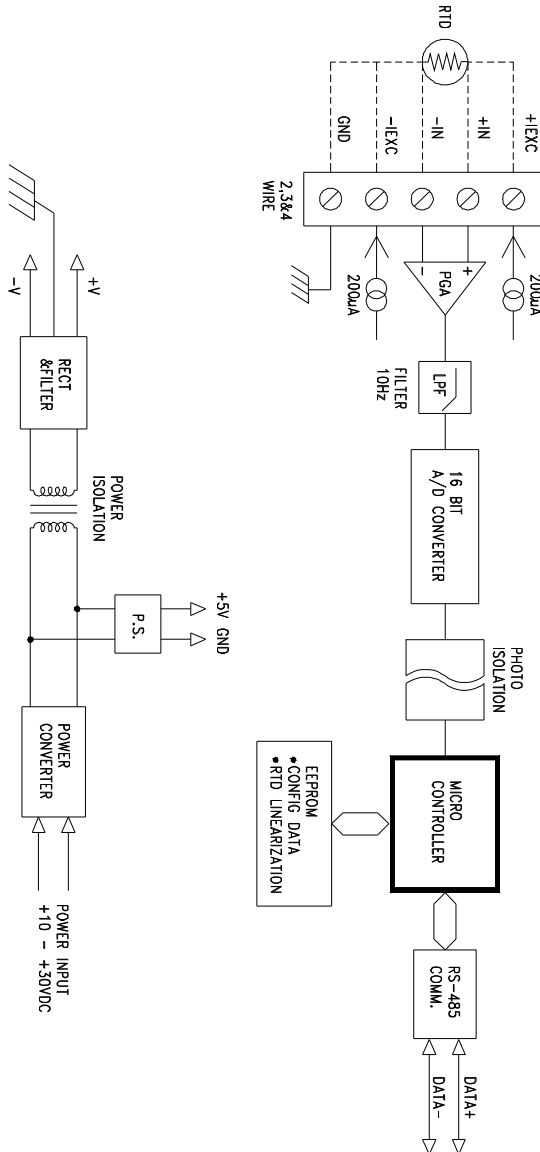 RTD
+IEXC
+IN
-IN
-IEXC
GND
2,3&4
WIRE
200uA
200uA
+
-
PGA
LPF
FILTER
10Hz
16 BIT
A/D CONVERTER
PHOTO
ISOLATION
MICRO
CONTROLLER
EEPROM
*CONFIG DATA
*RTD LINEARIZATION
RS-485
COMM.
DATA+
DATA-
+V
-V
RECT
&FILTER
POWER
ISOLATION
P.S.
+5V GND
POWER
CONVERTER
POWER INPUT
+10 - +30VDC